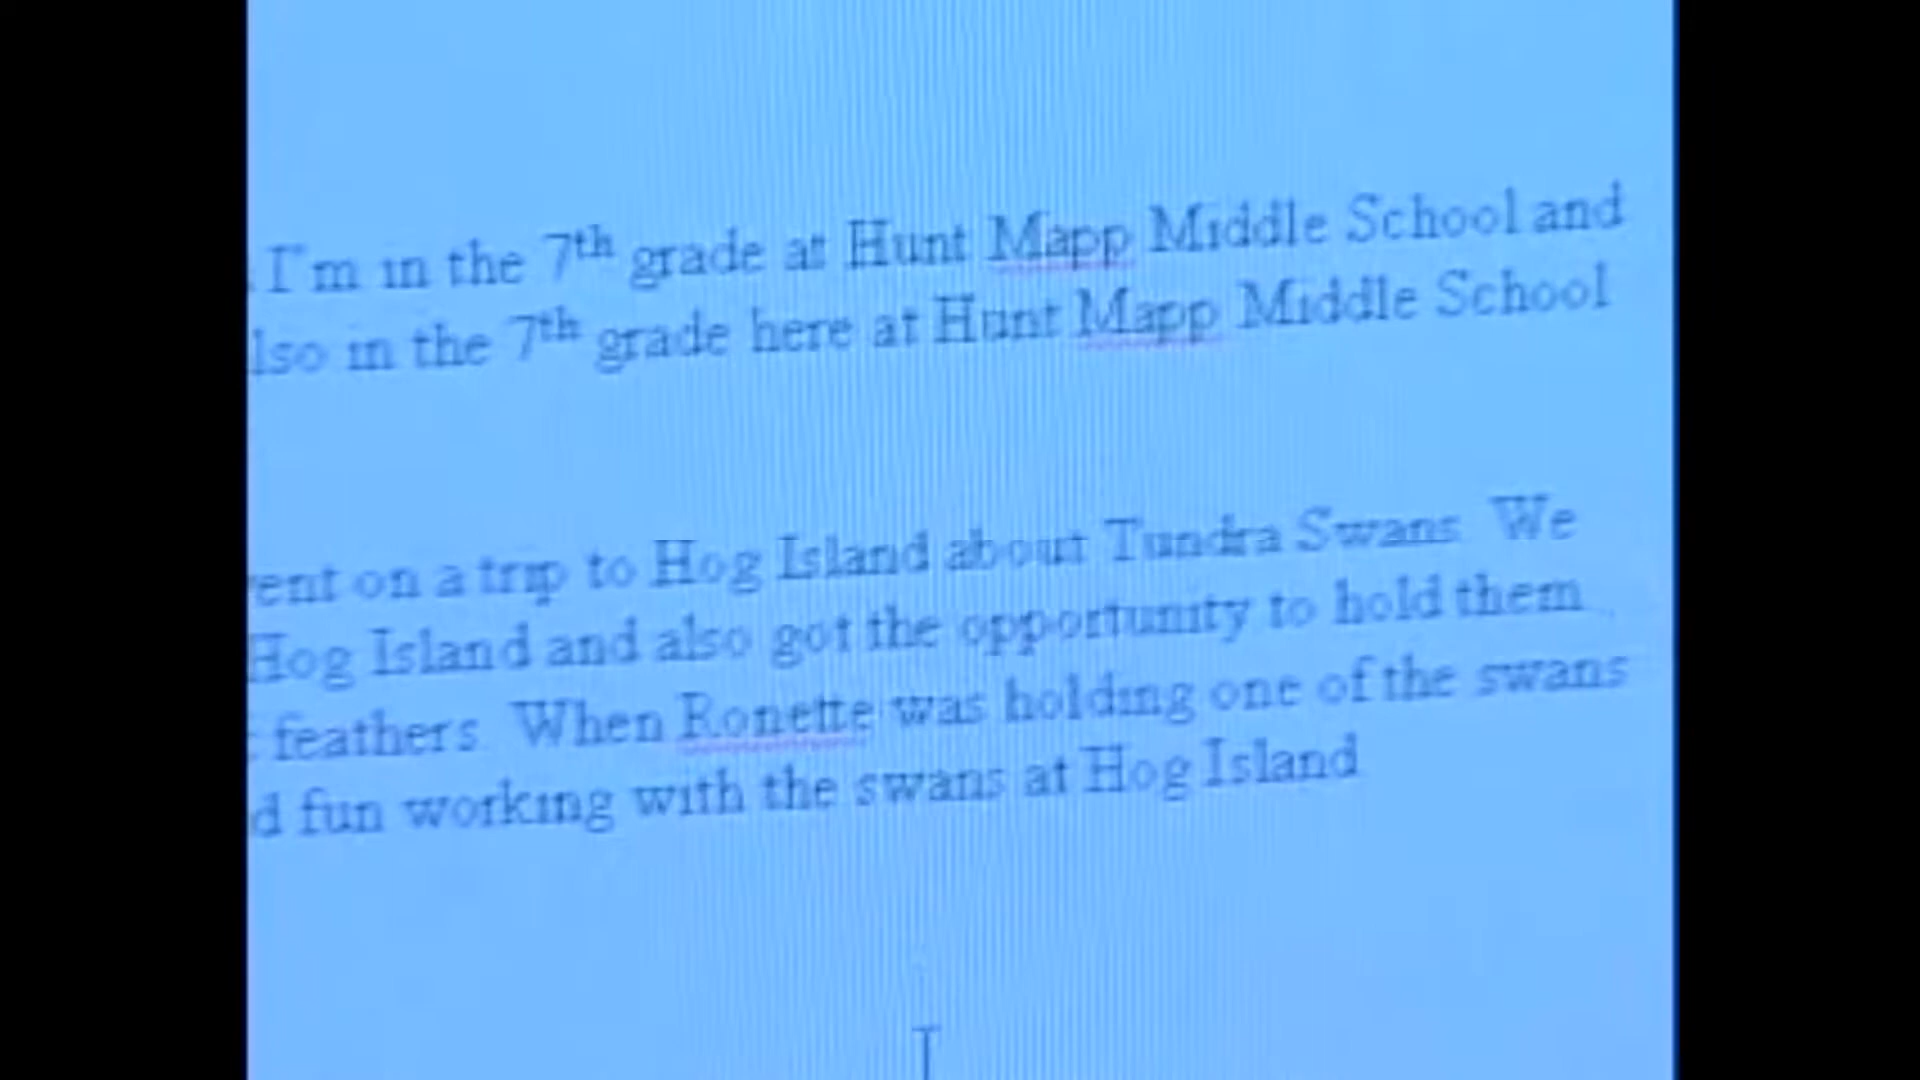 I'm in the 7th grade at Hunt Mapp Middle School and
lso in the 7th grade here at Hunt Mapp Middle School
ent on a trip to Hog Island about Tundra Swans. We
Hog Island and also got the opportunity to hold them.
feathers. When Ronette was holding one of the swans
d fun working with the swans at Hog Island